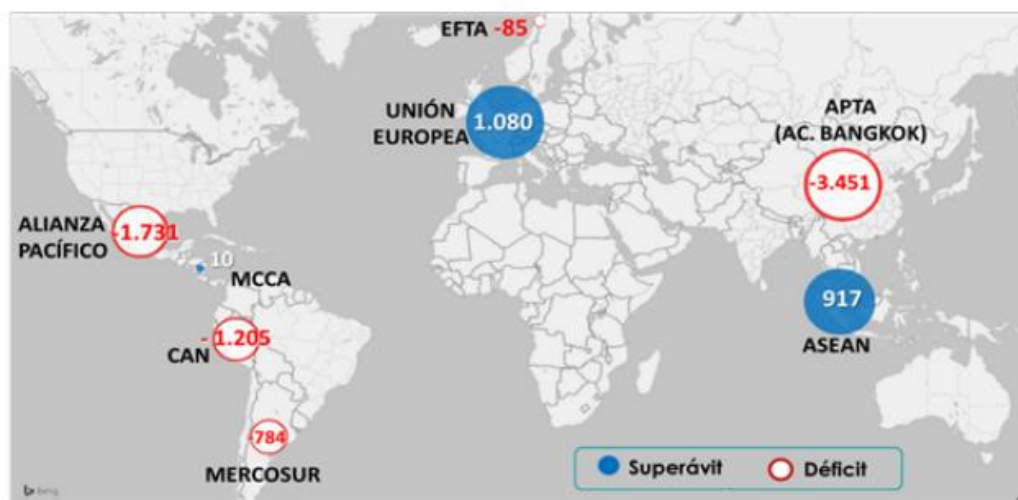 EFTA -85
UNIÓN
EUROPEA
1.080
APTA
(AC. BANGKOK)
-3.451
ALIANZA
PACÍFICO
-1.731
10
MCCA
917
ASEAN
- 1.205
CAN
-784
MERCOSUR
Superávit
Déficit
bing